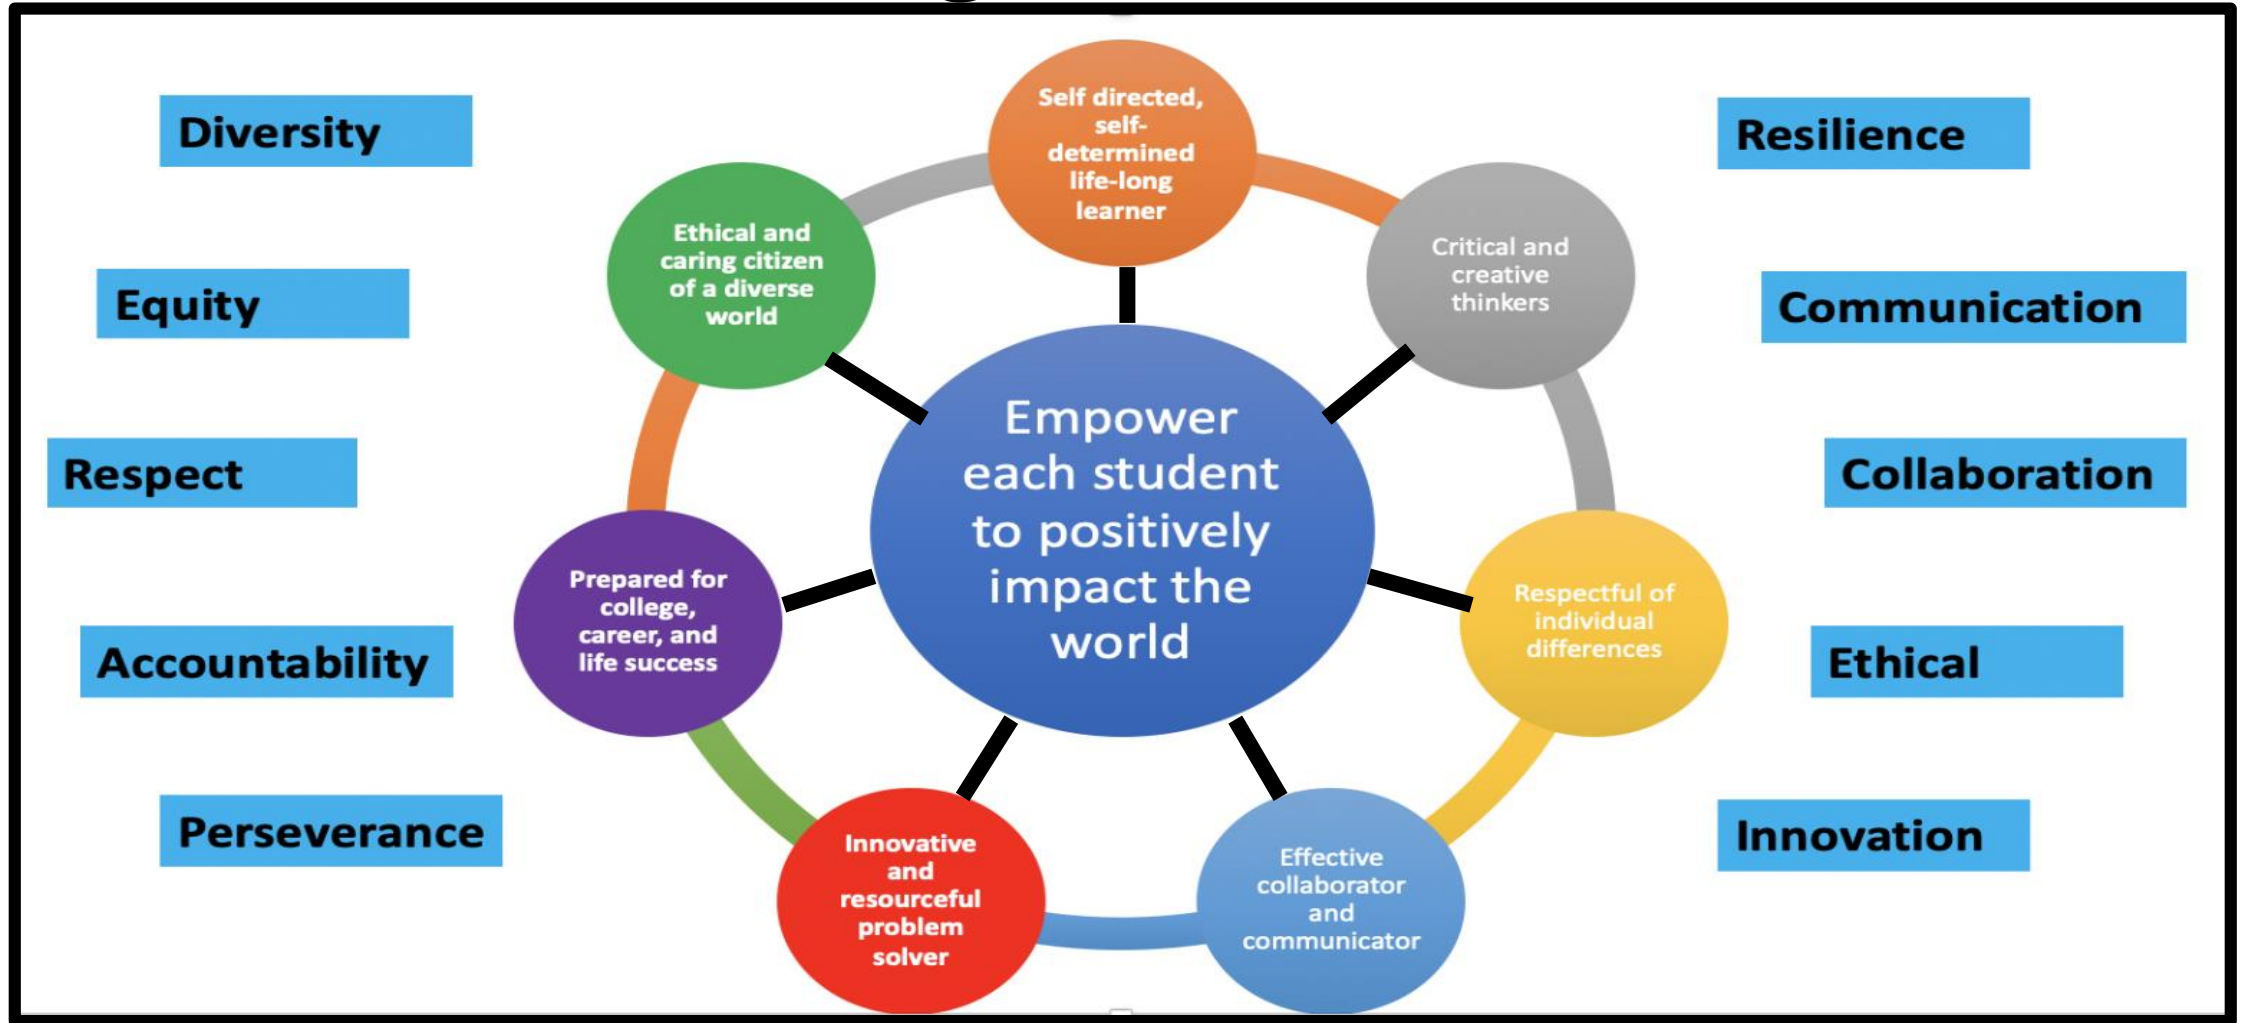 Diversity
Equity
Respect
Accountability
Perseverance
Self directed,
self-
determined
life-long
learner
Critical and
creative
thinkers
Respectful of
individual
differences
Effective
collaborator
and
communicator
Innovative
and
resourceful
problem
solver
Prepared for
college,
career, and
life success
Ethical and
caring citizen
of a diverse
world
Empower
each student
to positively
impact the
world
Resilience
Communication
Collaboration
Ethical
Innovation